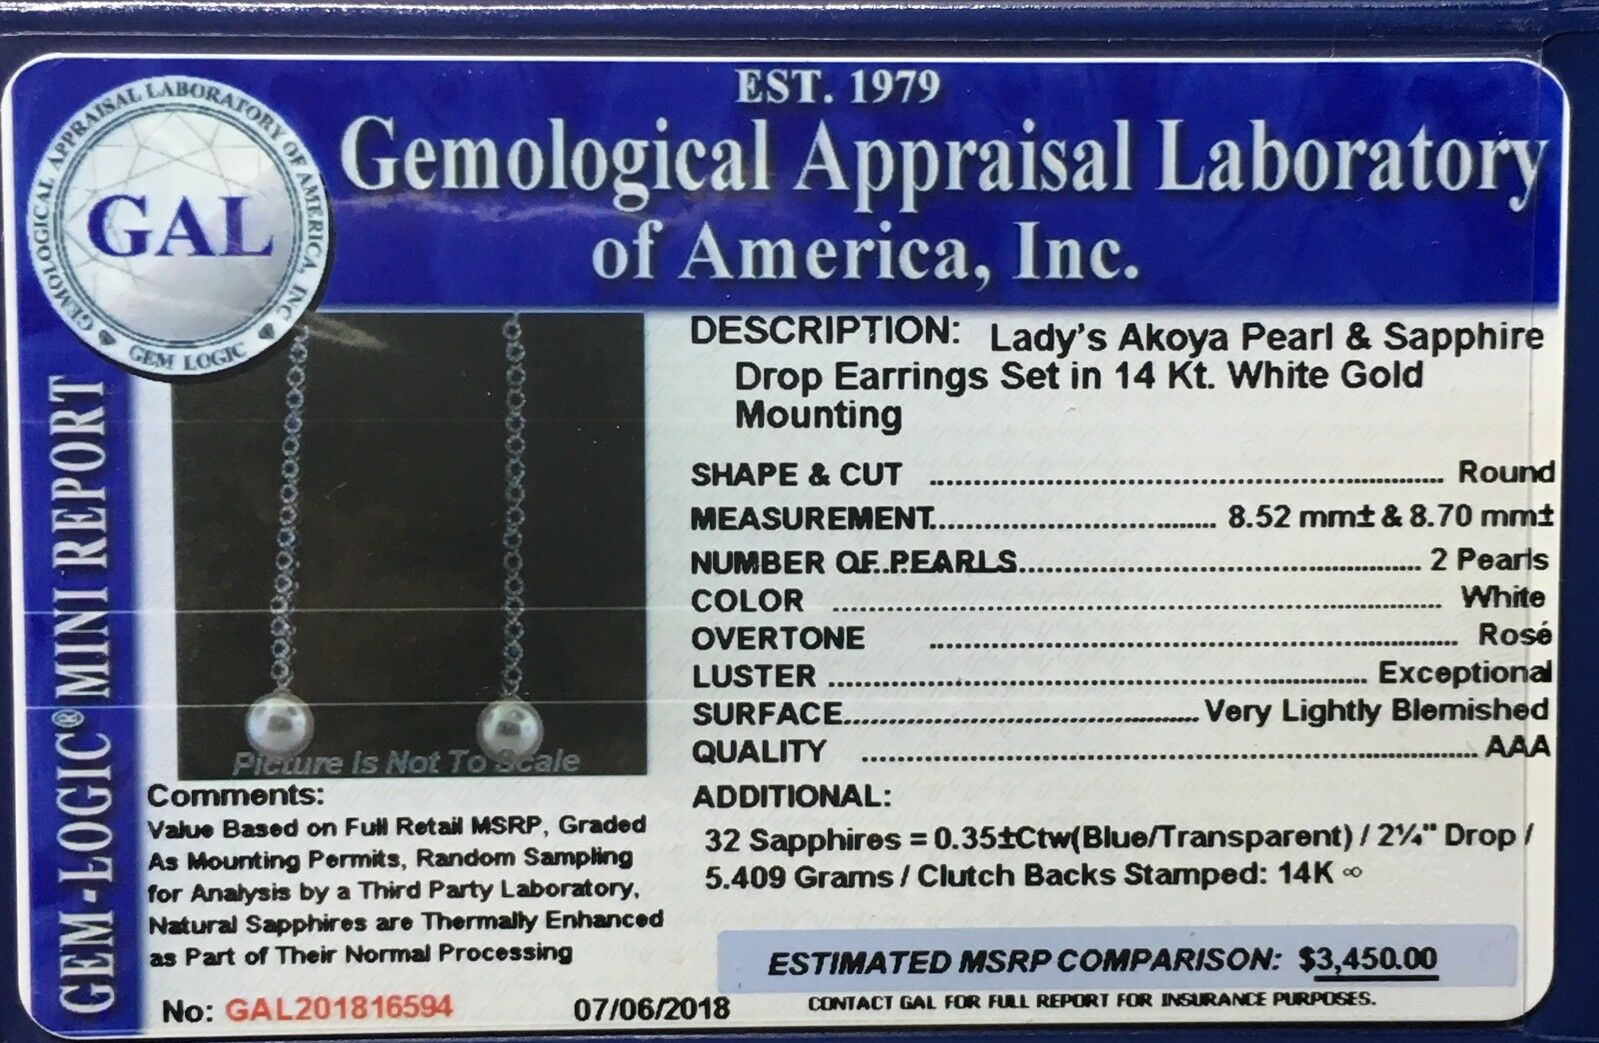 EST. 1979
Gemological Appraisal Laboratory
of America, Inc.
GEMOLOGICAL APPRAISAL LABORATORY OF AMERICA, INC
GAL
GEM LOGIC
GEM-LOGIC® MINI REPORT
Picture Is Not To Scale
DESCRIPTION: Lady's Akoya Pearl & Sapphire
Drop Earrings Set in 14 Kt. White Gold
Mounting
SHAPE & CUT ........ Round
MEASUREMENT........ 8.52 mm± & 8.70 mm±
NUMBER OF PEARLS........ 2 Pearls
COLOR ........ White
OVERTONE ........ Rosé
LUSTER ........ Exceptional
SURFACE........ Very Lightly Blemished
QUALITY ........ AAA
ADDITIONAL:
32 Sapphires = 0.35±Ctw(Blue/Transparent) / 2¼" Drop /
5.409 Grams / Clutch Backs Stamped: 14K ∞
Comments:
Value Based on Full Retail MSRP, Graded
As Mounting Permits, Random Sampling
for Analysis by a Third Party Laboratory,
Natural Sapphires are Thermally Enhanced
as Part of Their Normal Processing
ESTIMATED MSRP COMPARISON: $3,450.00
CONTACT GAL FOR FULL REPORT FOR INSURANCE PURPOSES.
No: GAL201816594 07/06/2018